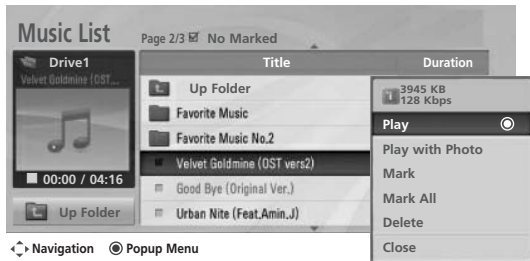 Music List
Page 2/3 No Marked
Drive1
Velvet Goldmine (OST...
00:00 / 04:16
Up Folder
Title Duration
Up Folder
Favorite Music
Favorite Music No.2
Velvet Goldmine (OST vers2)
Good Bye (Original Ver.)
Urban Nite (Feat.Amin.J)
3945 KB
128 Kbps
Play
Play with Photo
Mark
Mark All
Delete
Close
Navigation Popup Menu